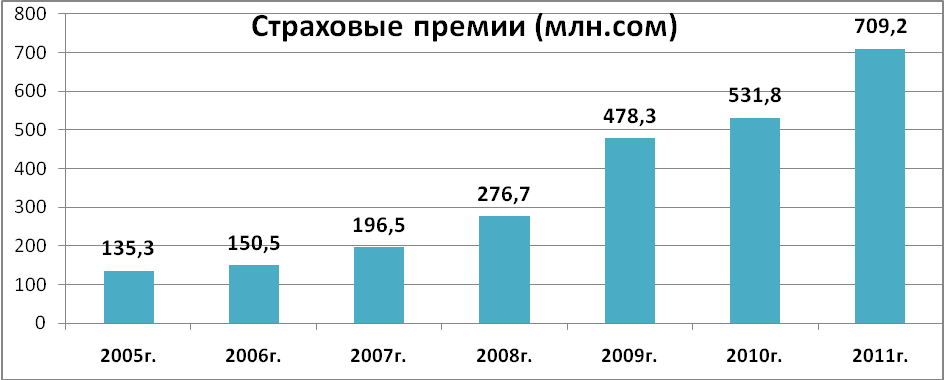 Страховые премии (млн.сом)
800
700
600
500
400
300
200
100
0
135,3
150,5
196,5
276,7
478,3
531,8
709,2
2005г.
2006г.
2007г.
2008г.
2009г.
2010г.
2011г.